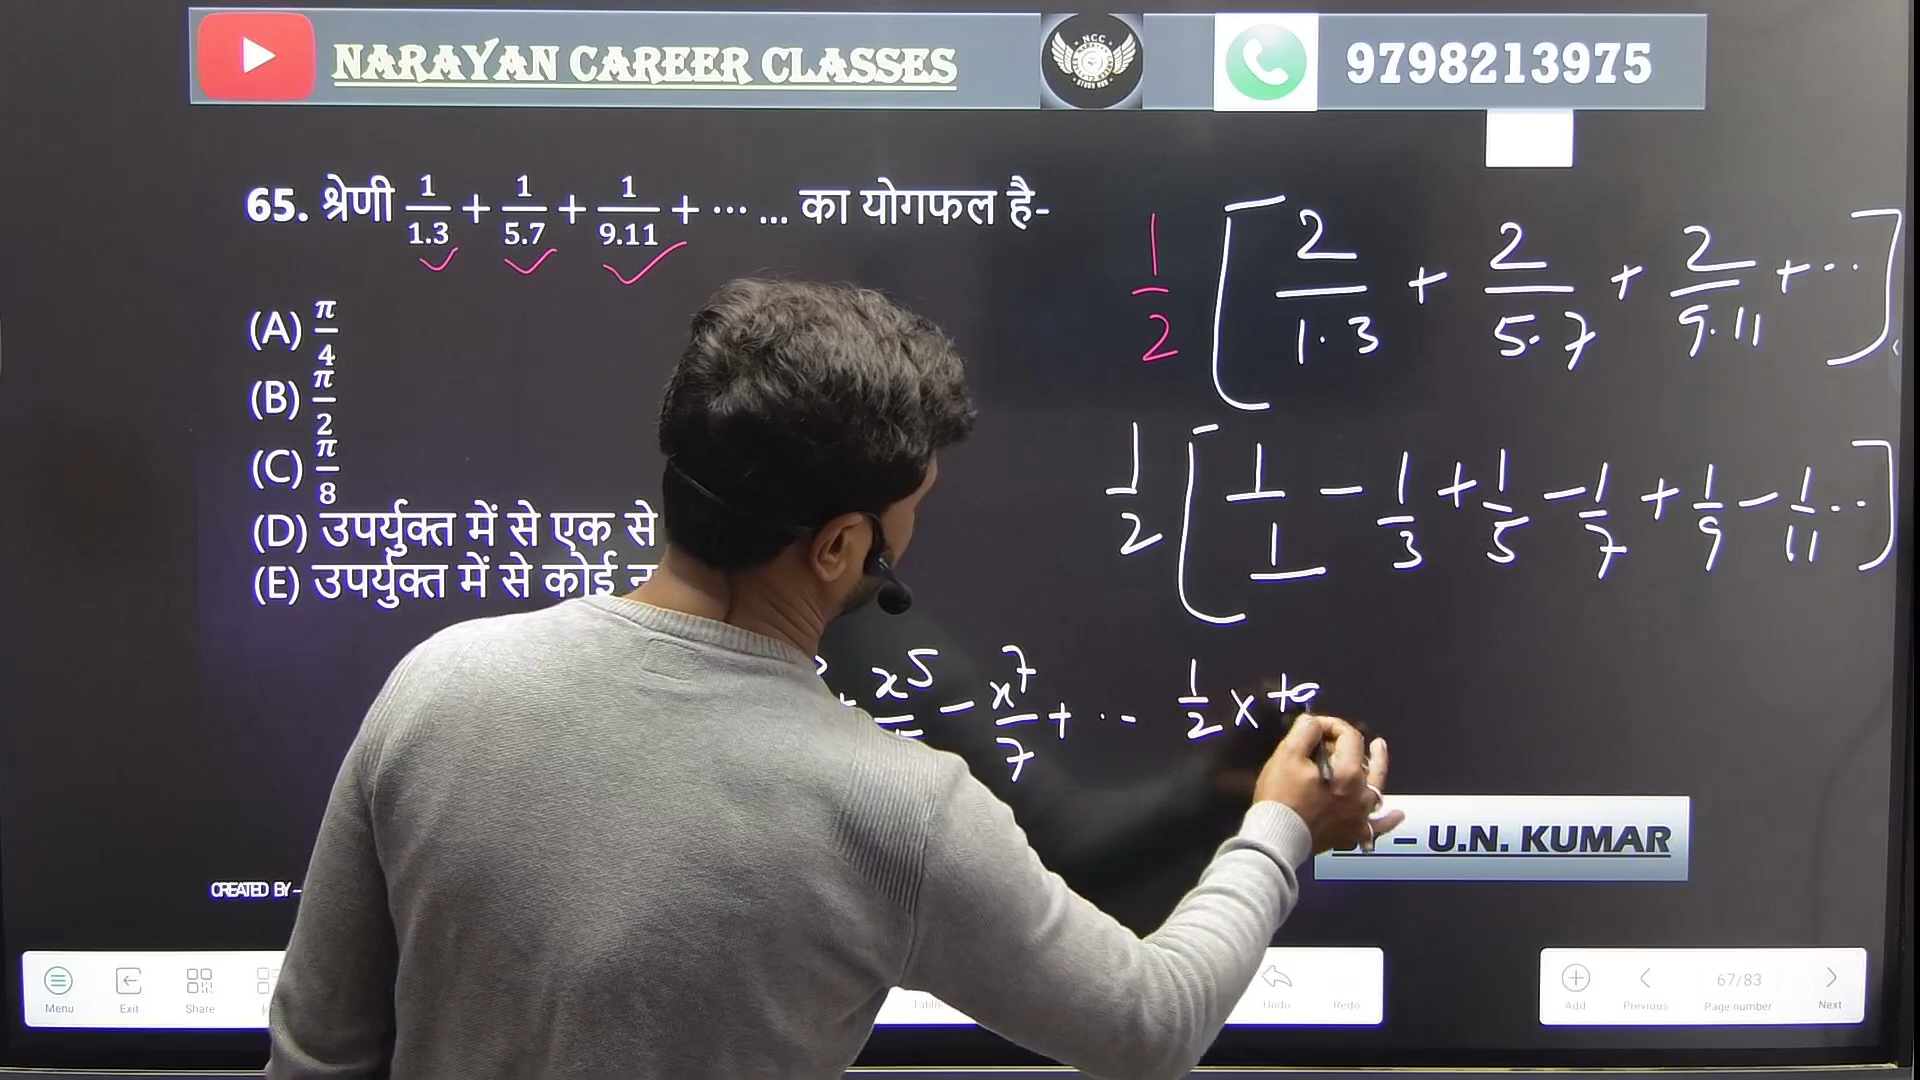 NARAYAN CAREER CLASSES
NCC
9798213975
65. श्रेणी 1/1.3 + 1/5.7 + 1/9.11 + ⋯ ... का योगफल है-
(A) π/4
(B) π/2
(C) π/8
(D) उपर्युक्त में से एक से
(E) उपर्युक्त में से कोई
1/2 [ 2/1·3 + 2/5·7 + 2/9·11 + ··· ]
1/2 [ 1/1 − 1/3 + 1/5 − 1/7 + 1/9 − 1/11 ··· ]
x⁵ − x⁷/7 + ··· 1/2 ×
– U.N. KUMAR
CREATED BY –
Menu
Exit
Share
Undo
Redo
Add
Previous
67/83
Page number
Next